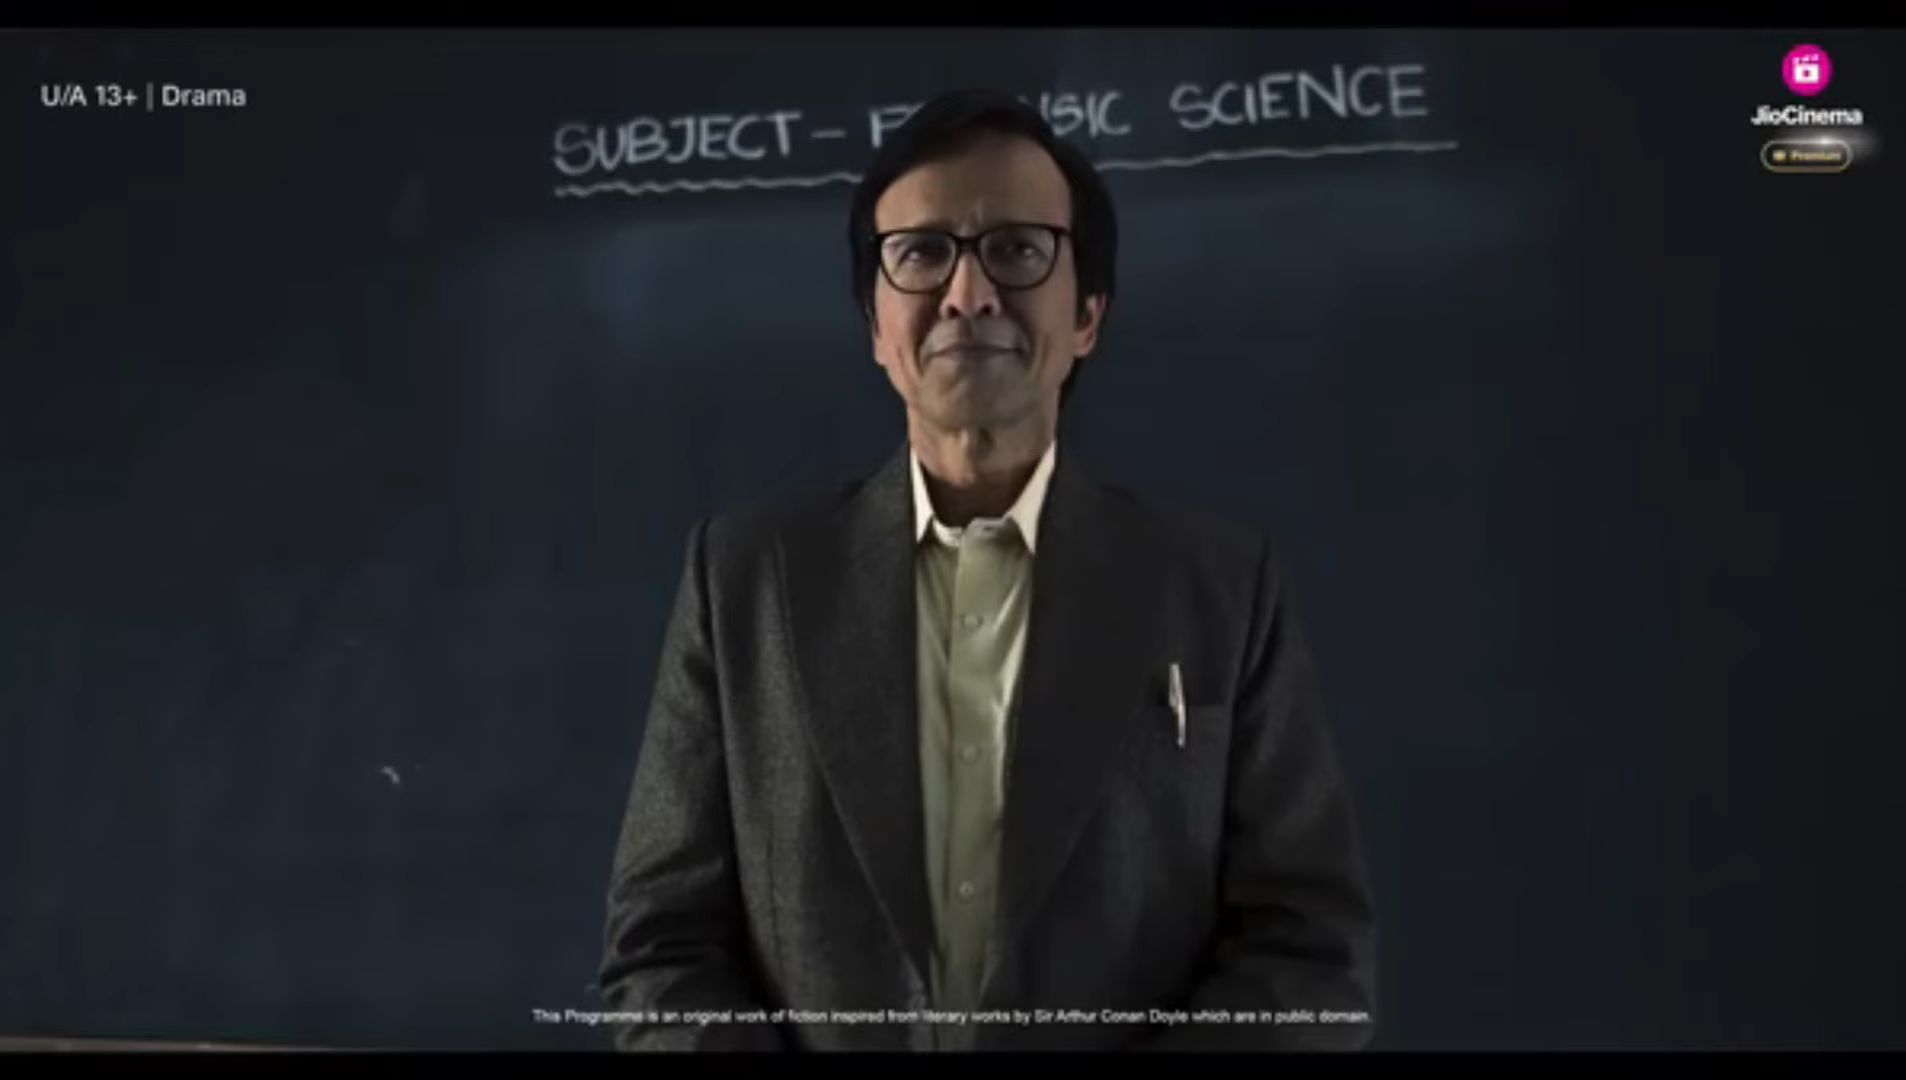 U/A 13+ | Drama
SUBJECT - F NSIC SCIENCE
JioCinema
Premium
This Programme is an original work of fiction inspired from literary works by Sir Arthur Conan Doyle which are in public domain.